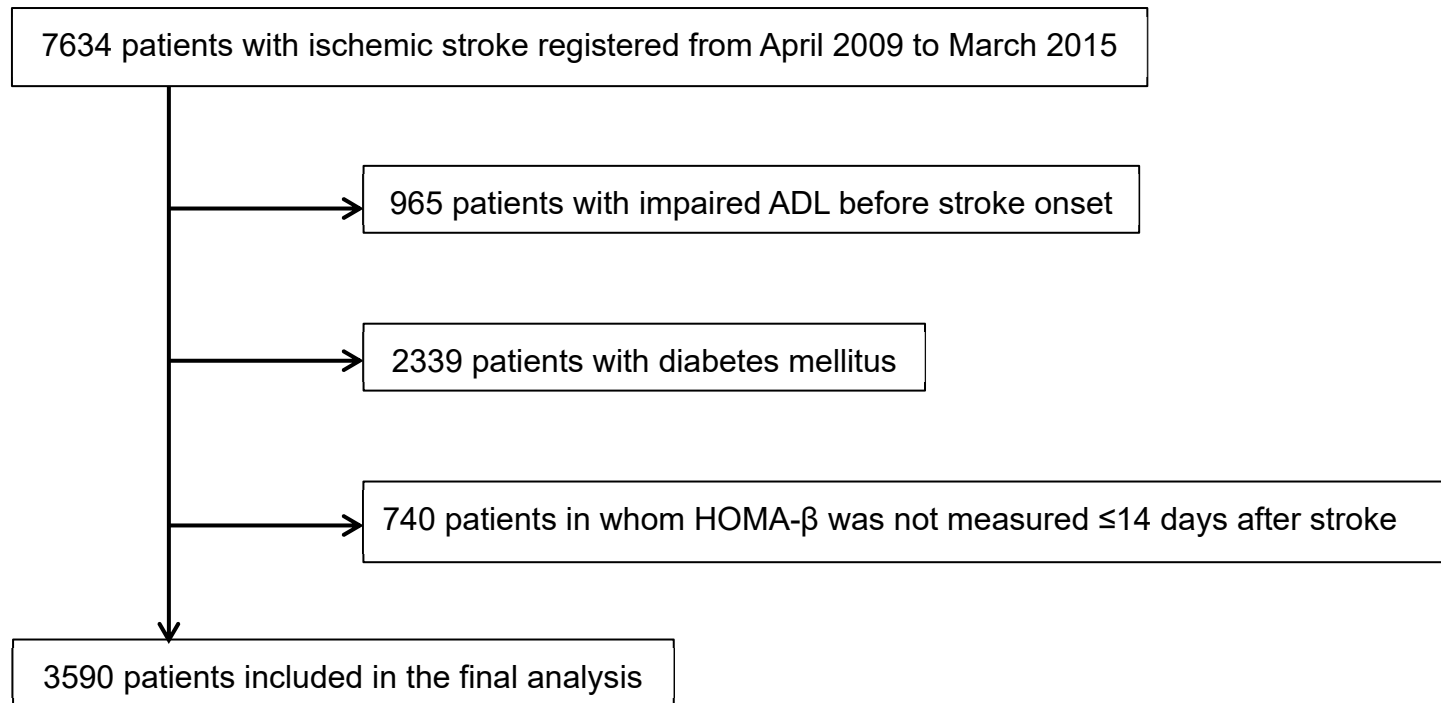 7634 patients with ischemic stroke registered from April 2009 to March 2015
965 patients with impaired ADL before stroke onset
2339 patients with diabetes mellitus
740 patients in whom HOMA-β was not measured ≤14 days after stroke
3590 patients included in the final analysis